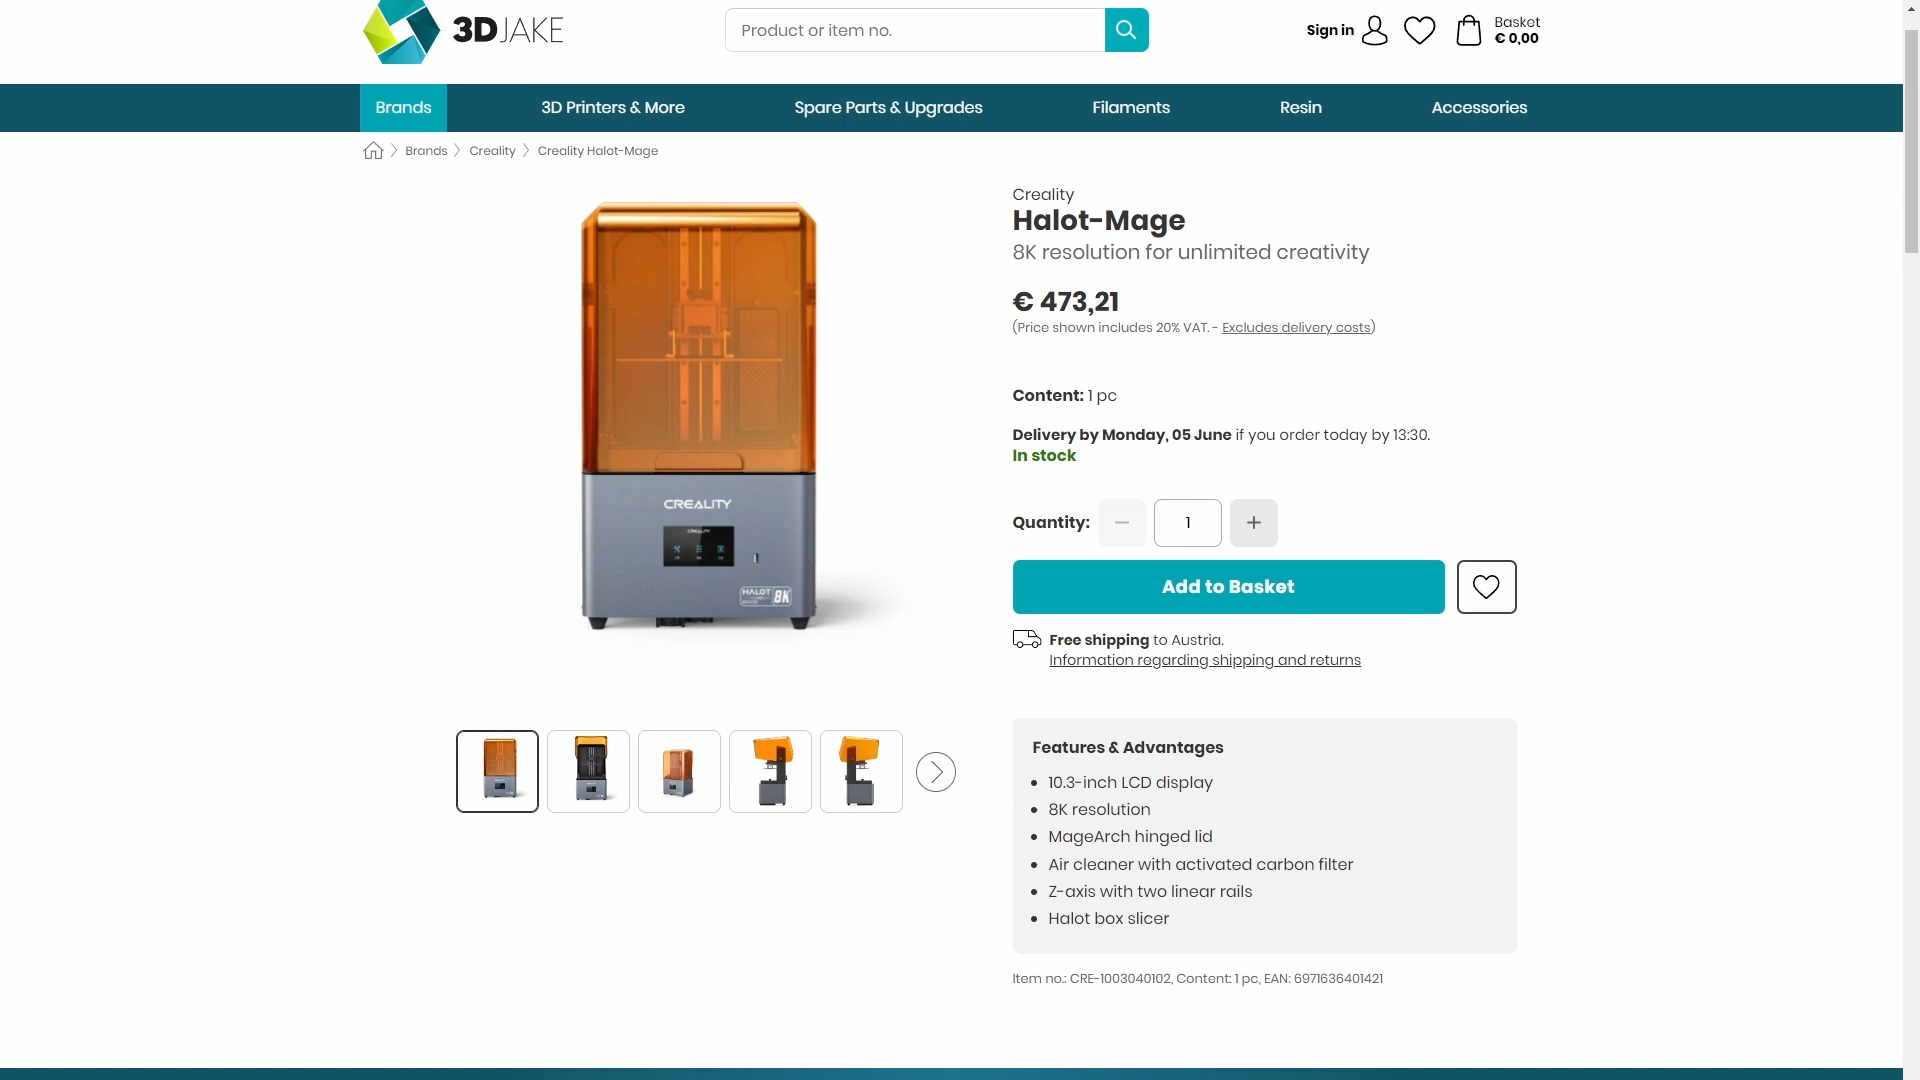 3DJAKE
Product or item no.
Sign in
Basket
€ 0,00
Brands
3D Printers & More
Spare Parts & Upgrades
Filaments
Resin
Accessories
Brands
Creality
Creality Halot-Mage
Creality
Halot-Mage
8K resolution for unlimited creativity
€ 473,21
(Price shown includes 20% VAT. - Excludes delivery costs)
Content: 1 pc
Delivery by Monday, 05 June if you order today by 13:30.
In stock
CREALITY
CREALITY
HALOT
8K
Quantity:
1
Add to Basket
Free shipping to Austria.
Information regarding shipping and returns
Features & Advantages
10.3-inch LCD display
8K resolution
MageArch hinged lid
Air cleaner with activated carbon filter
Z-axis with two linear rails
Halot box slicer
Item no.: CRE-1003040102, Content: 1 pc, EAN: 6971636401421